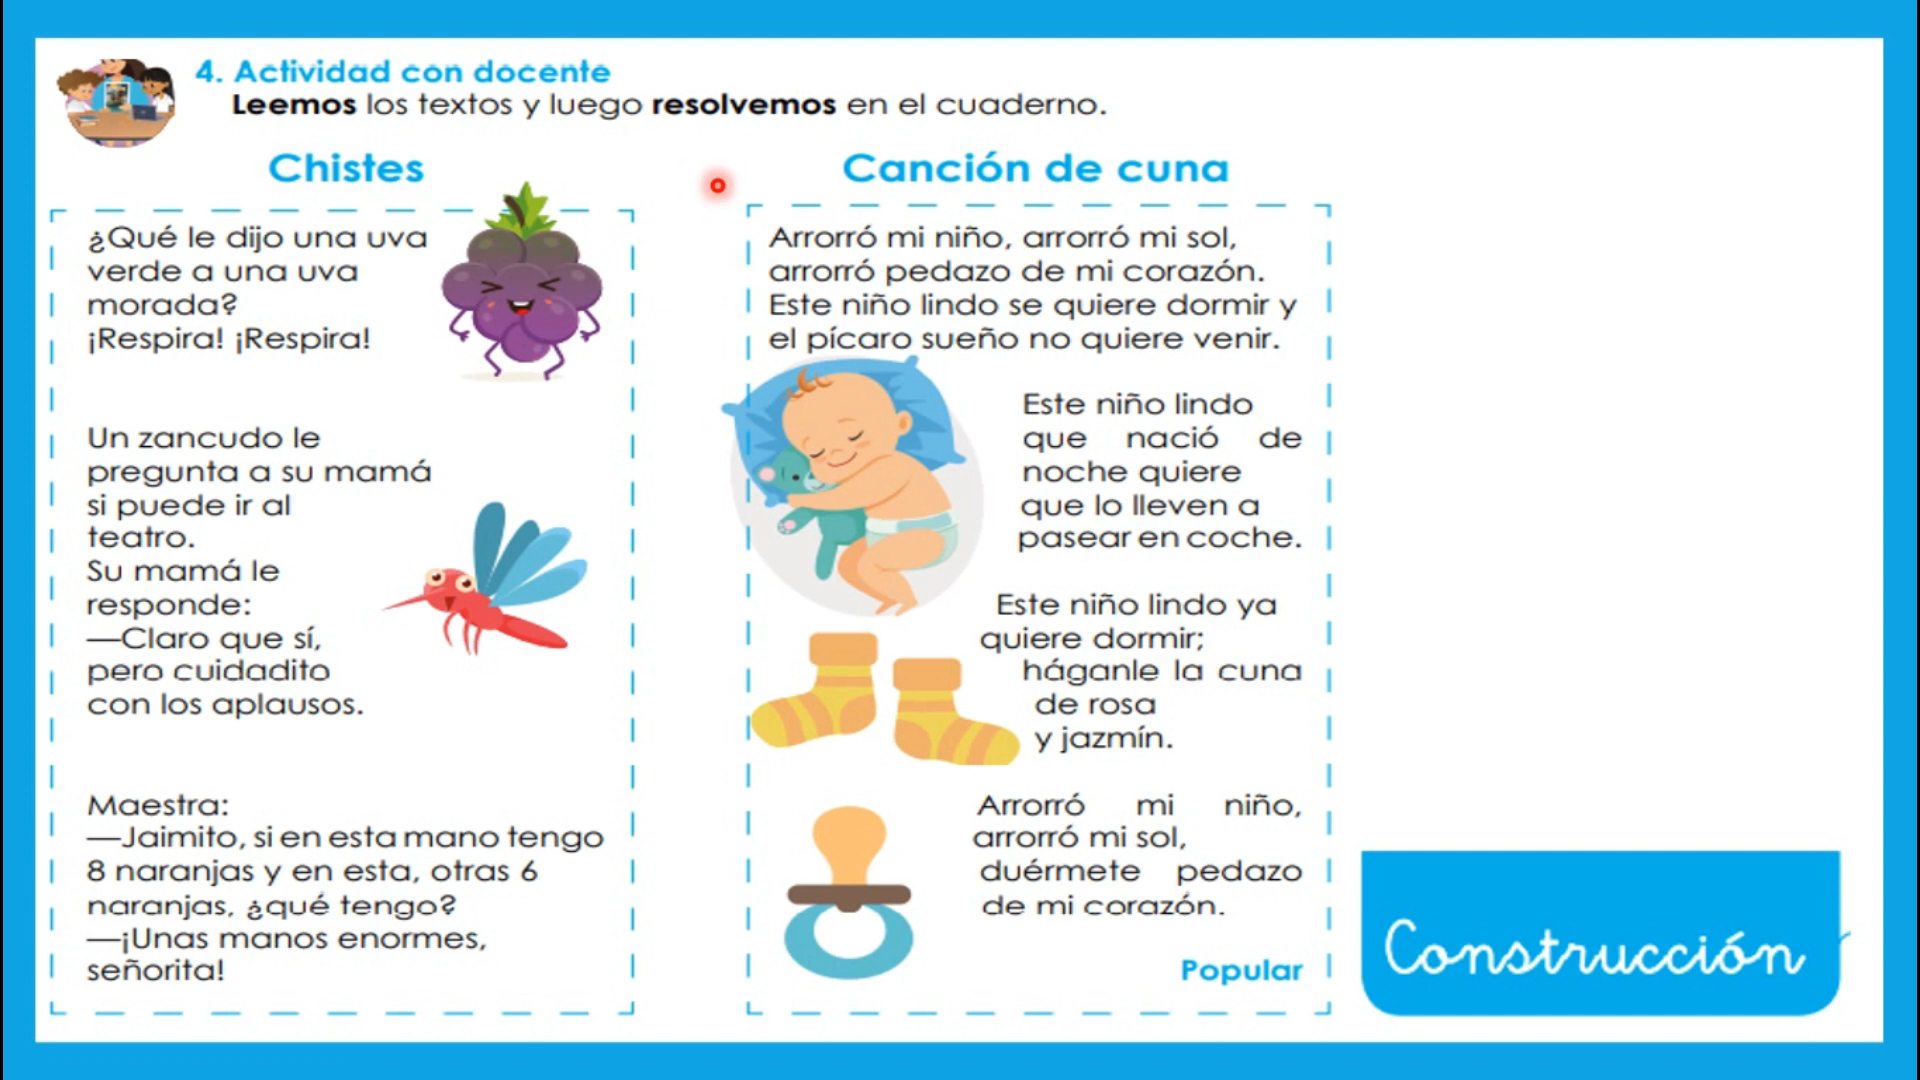 4. Actividad con docente
Leemos los textos y luego resolvemos en el cuaderno.
Chistes
¿Qué le dijo una uva
verde a una uva
morada?
¡Respira! ¡Respira!
Un zancudo le
pregunta a su mamá
si puede ir al
teatro.
Su mamá le
responde:
—Claro que sí,
pero cuidadito
con los aplausos.
Maestra:
—Jaimito, si en esta mano tengo
8 naranjas y en esta, otras 6
naranjas, ¿qué tengo?
—¡Unas manos enormes,
señorita!
Canción de cuna
Arrorró mi niño, arrorró mi sol,
arrorró pedazo de mi corazón.
Este niño lindo se quiere dormir y
el pícaro sueño no quiere venir.
Este niño lindo
que nació de
noche quiere
que lo lleven a
pasear en coche.
Este niño lindo ya
quiere dormir;
háganle la cuna
de rosa
y jazmín.
Arrorró mi niño,
arrorró mi sol,
duérmete pedazo
de mi corazón.
Popular
Construcción